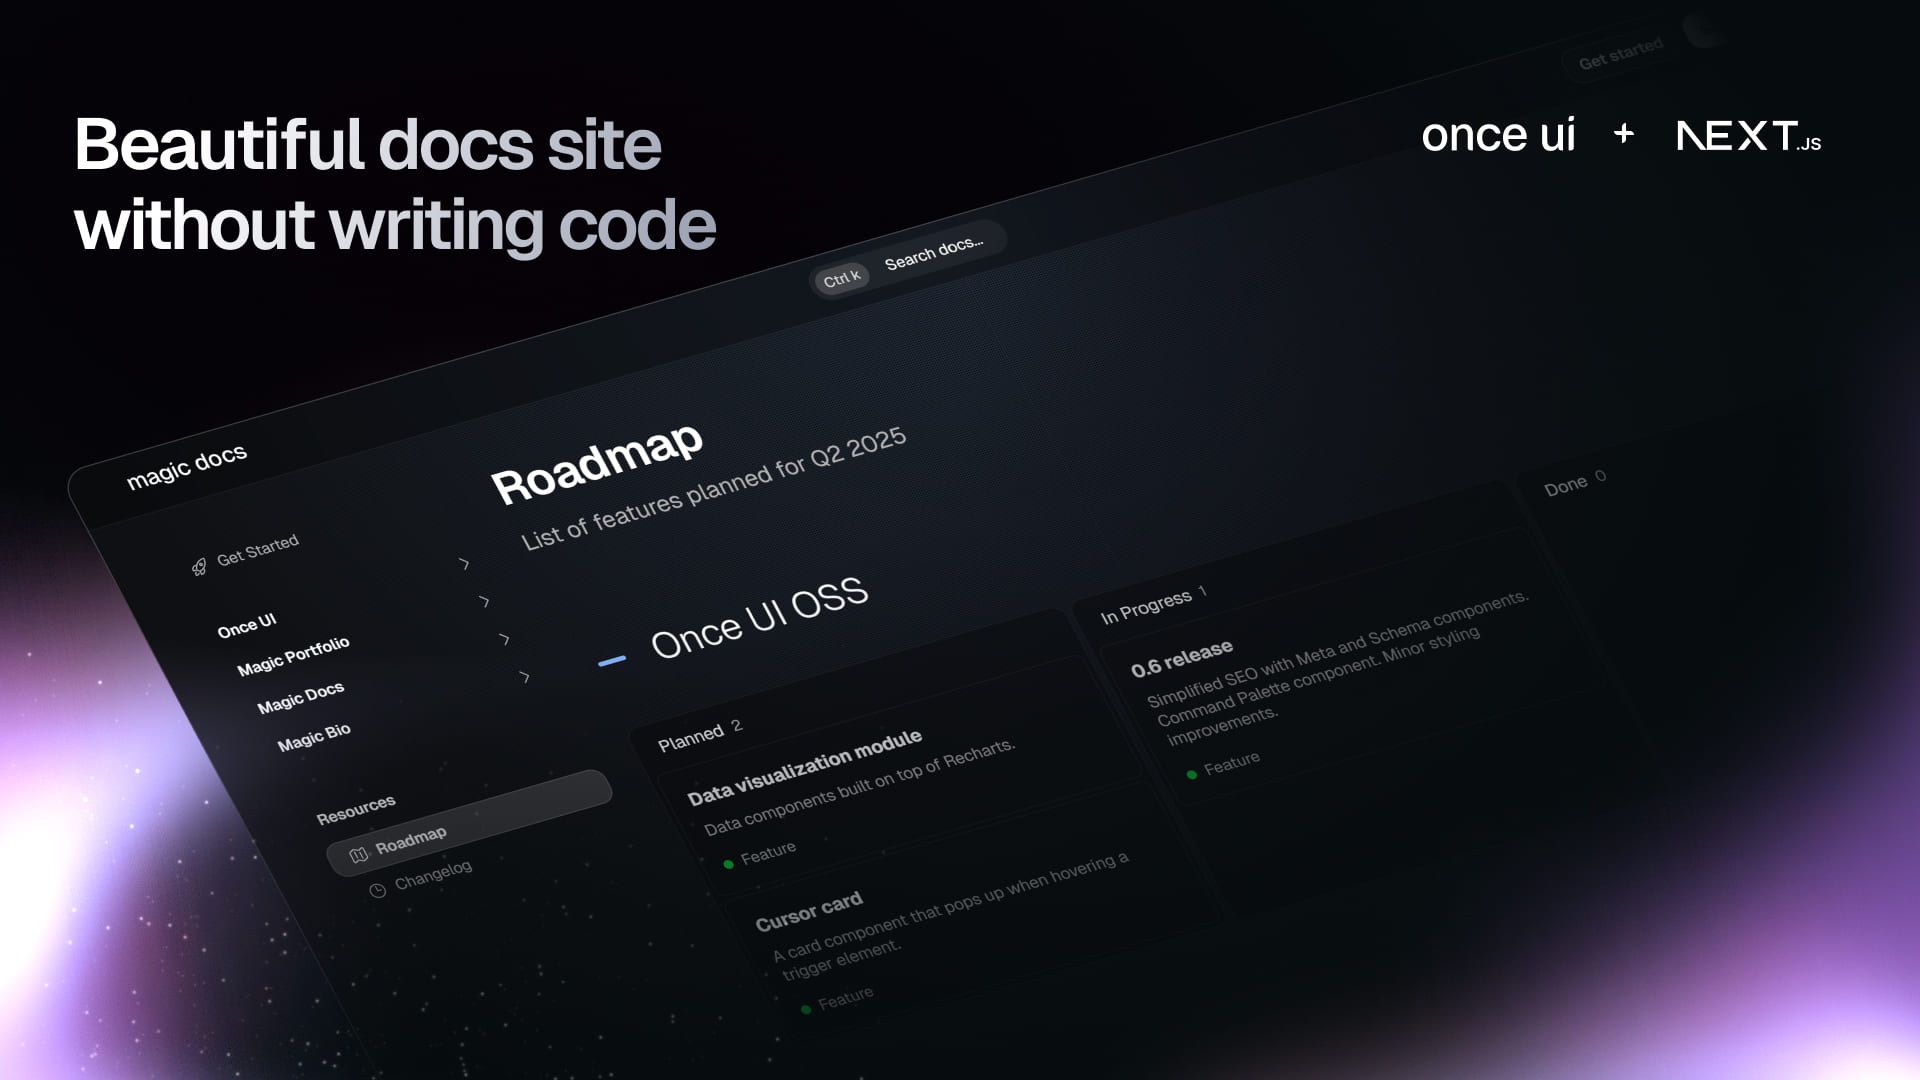 Beautiful docs site
without writing code
once ui + NEXT.JS
Get started
Ctrl k Search docs...
magic docs
Get Started
Once UI
Magic Portfolio
Magic Docs
Magic Bio
Resources
Roadmap
Changelog
Roadmap
List of features planned for Q2 2025
Once UI OSS
Planned 2
Data visualization module
Data components built on top of Recharts.
Feature
Cursor card
A card component that pops up when hovering a
trigger element.
Feature
In Progress 1
0.6 release
Simplified SEO with Meta and Schema components.
Command Palette component. Minor styling
improvements.
Feature
Done 0